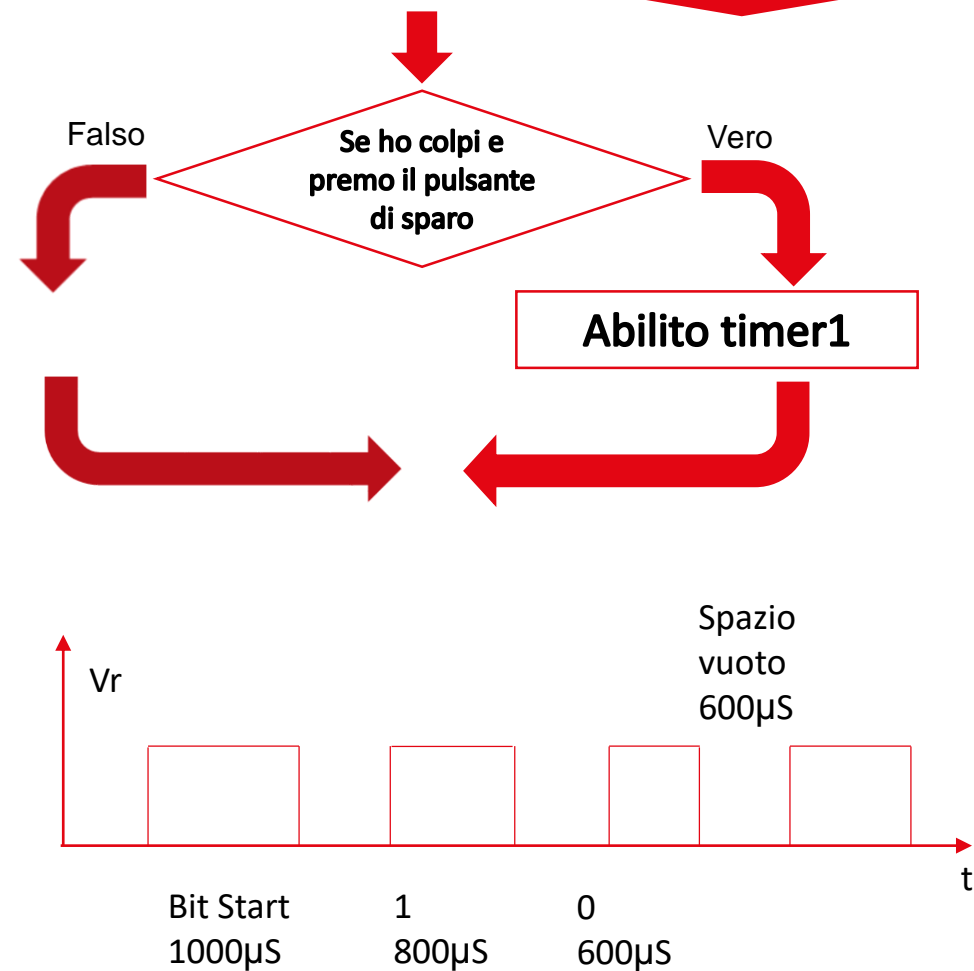 Falso
Se ho colpi e
premo il pulsante
di sparo
Vero
Abilito timer1
Spazio
vuoto
600µS
Vr
t
Bit Start
1000µS
1
800µS
0
600µS